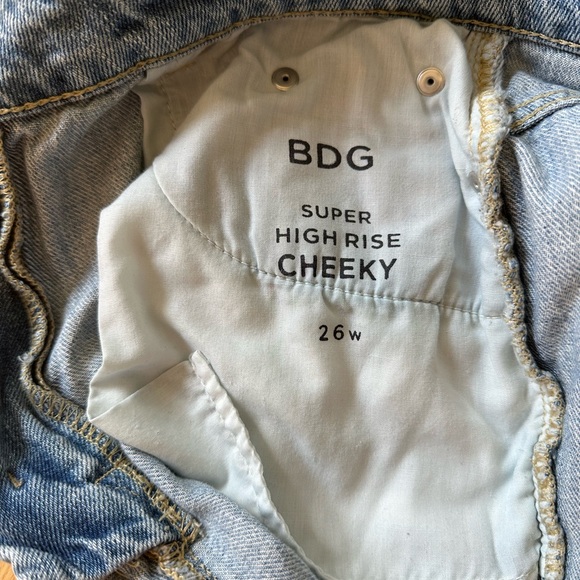 BDG
SUPER
HIGH RISE
CHEEKY
26w